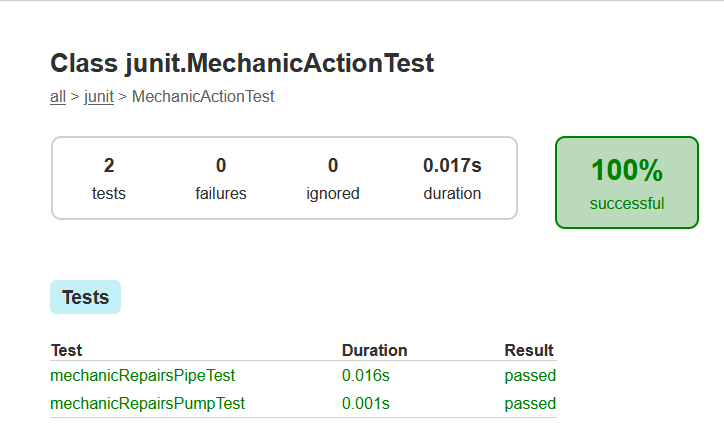 Class junit.MechanicActionTest
all > junit > MechanicActionTest
2 0 0 0.017s 100%
tests failures ignored duration successful
Tests
Test Duration Result
mechanicRepairsPipeTest 0.016s passed
mechanicRepairsPumpTest 0.001s passed